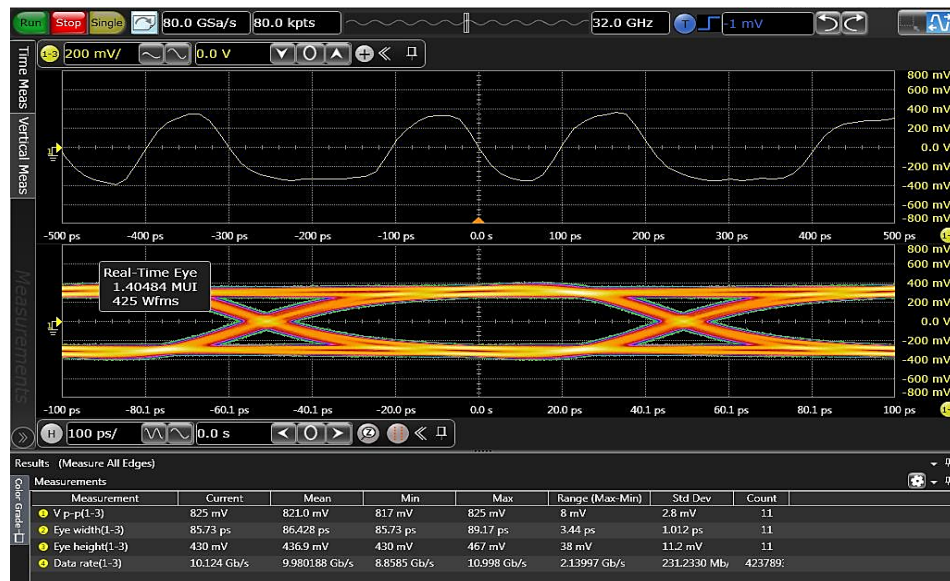 Run Stop Single 80.0 GSa/s 80.0 kpts 32.0 GHz T -1 mV
1-3 200 mV/ 0.0 V
Time Meas
Vertical Meas
Measurements
800 mV
600 mV
400 mV
200 mV
0.0 V
-200 mV
-400 mV
-600 mV
-800 mV
-500 ps -400 ps -300 ps -200 ps -100 ps 0.0 s 100 ps 200 ps 300 ps 400 ps 500 ps
800 mV
600 mV
400 mV
200 mV
0.0 V
-200 mV
-400 mV
-600 mV
-800 mV
Real-Time Eye
1.40484 MUI
425 Wfms
-100 ps -80.1 ps -60.1 ps -40.1 ps -20.0 ps 0.0 s 20.0 ps 40.1 ps 60.1 ps 80.1 ps 100 ps
H 100 ps/ 0.0 s
Results (Measure All Edges)
Color Grade
Measurements
Measurement Current Mean Min Max Range (Max-Min) Std Dev Count
1 V p-p(1-3) 825 mV 821.0 mV 817 mV 825 mV 8 mV 2.8 mV 11
2 Eye width(1-3) 85.73 ps 86.428 ps 85.73 ps 89.17 ps 3.44 ps 1.012 ps 11
3 Eye height(1-3) 430 mV 436.9 mV 430 mV 467 mV 38 mV 11.2 mV 11
4 Data rate(1-3) 10.124 Gb/s 9.980188 Gb/s 8.8585 Gb/s 10.998 Gb/s 2.13997 Gb/s 231.2330 Mb/ 423789